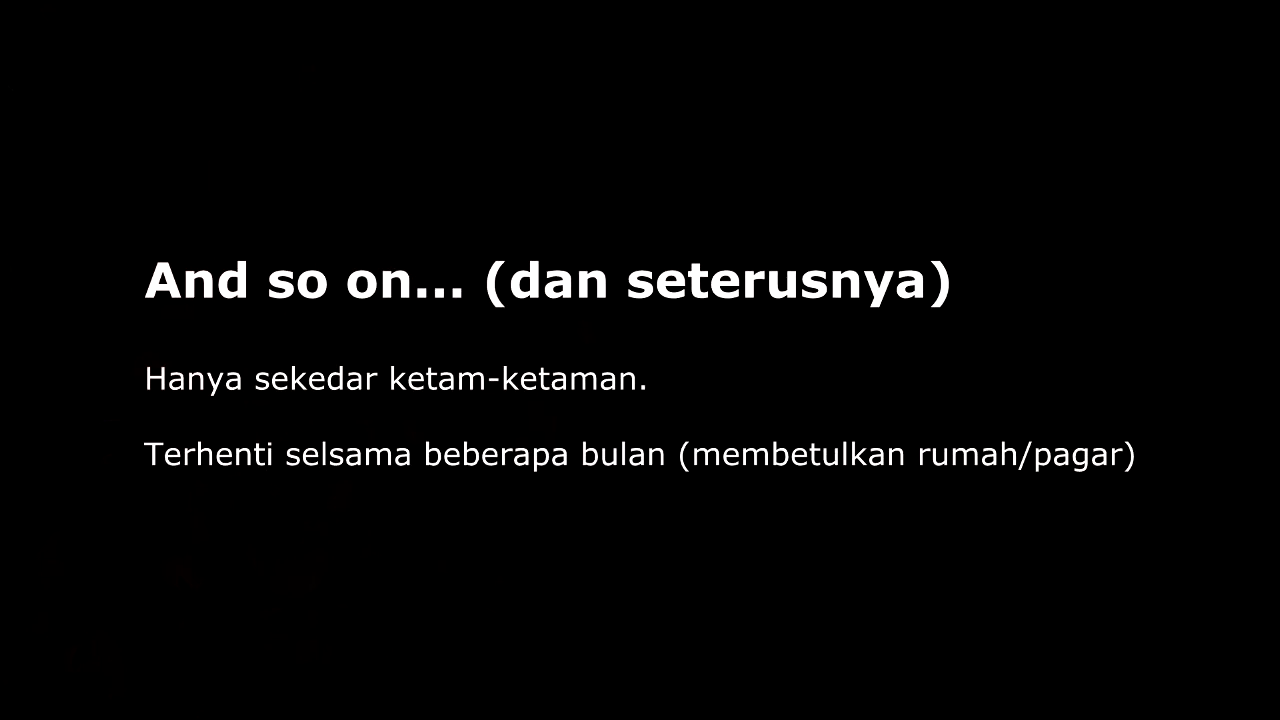 And so on... (dan seterusnya)
Hanya sekedar ketam-ketaman.
Terhenti selsama beberapa bulan (membetulkan rumah/pagar)